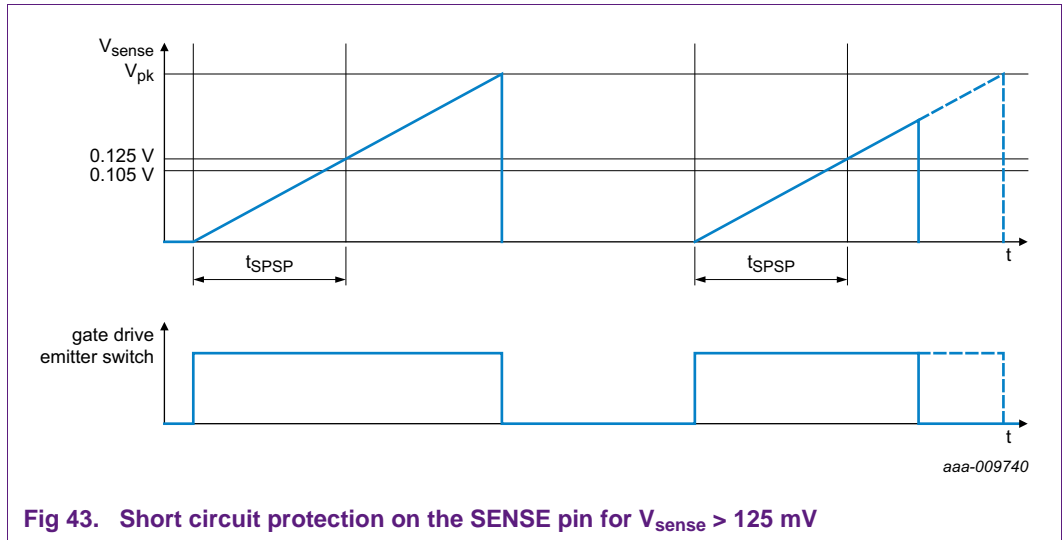 Vsense
Vpk
0.125 V
0.105 V
t
tSPSP
tSPSP
gate drive
emitter switch
t
aaa-009740
Fig 43. Short circuit protection on the SENSE pin for Vsense > 125 mV